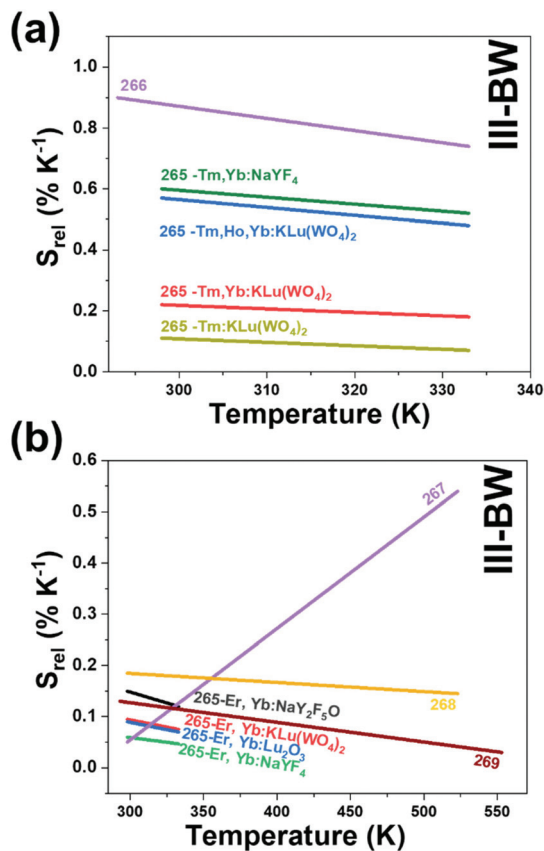 (a)
III-BW
1.0
0.8
0.6
0.4
0.2
0.0
S_rel (% K⁻¹)
266
265 -Tm,Yb:NaYF₄
265 -Tm,Ho,Yb:KLu(WO₄)₂
265 -Tm,Yb:KLu(WO₄)₂
265 -Tm:KLu(WO₄)₂
300 310 320 330 340
Temperature (K)
(b)
III-BW
0.6
0.5
0.4
0.3
0.2
0.1
0.0
S_rel (% K⁻¹)
267
268
265-Er, Yb:NaY₂F₅O
265-Er, Yb:KLu(WO₄)₂
265-Er, Yb:Lu₂O₃
269
265-Er, Yb:NaYF₄
300 350 400 450 500 550
Temperature (K)